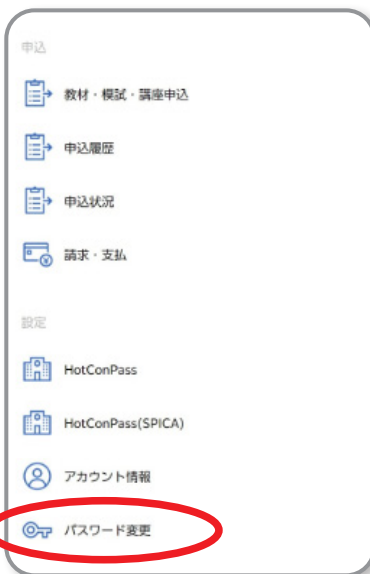 申込
教材・模試・講座申込
申込履歴
申込状況
請求・支払
設定
HotConPass
HotConPass(SPICA)
アカウント情報
パスワード変更